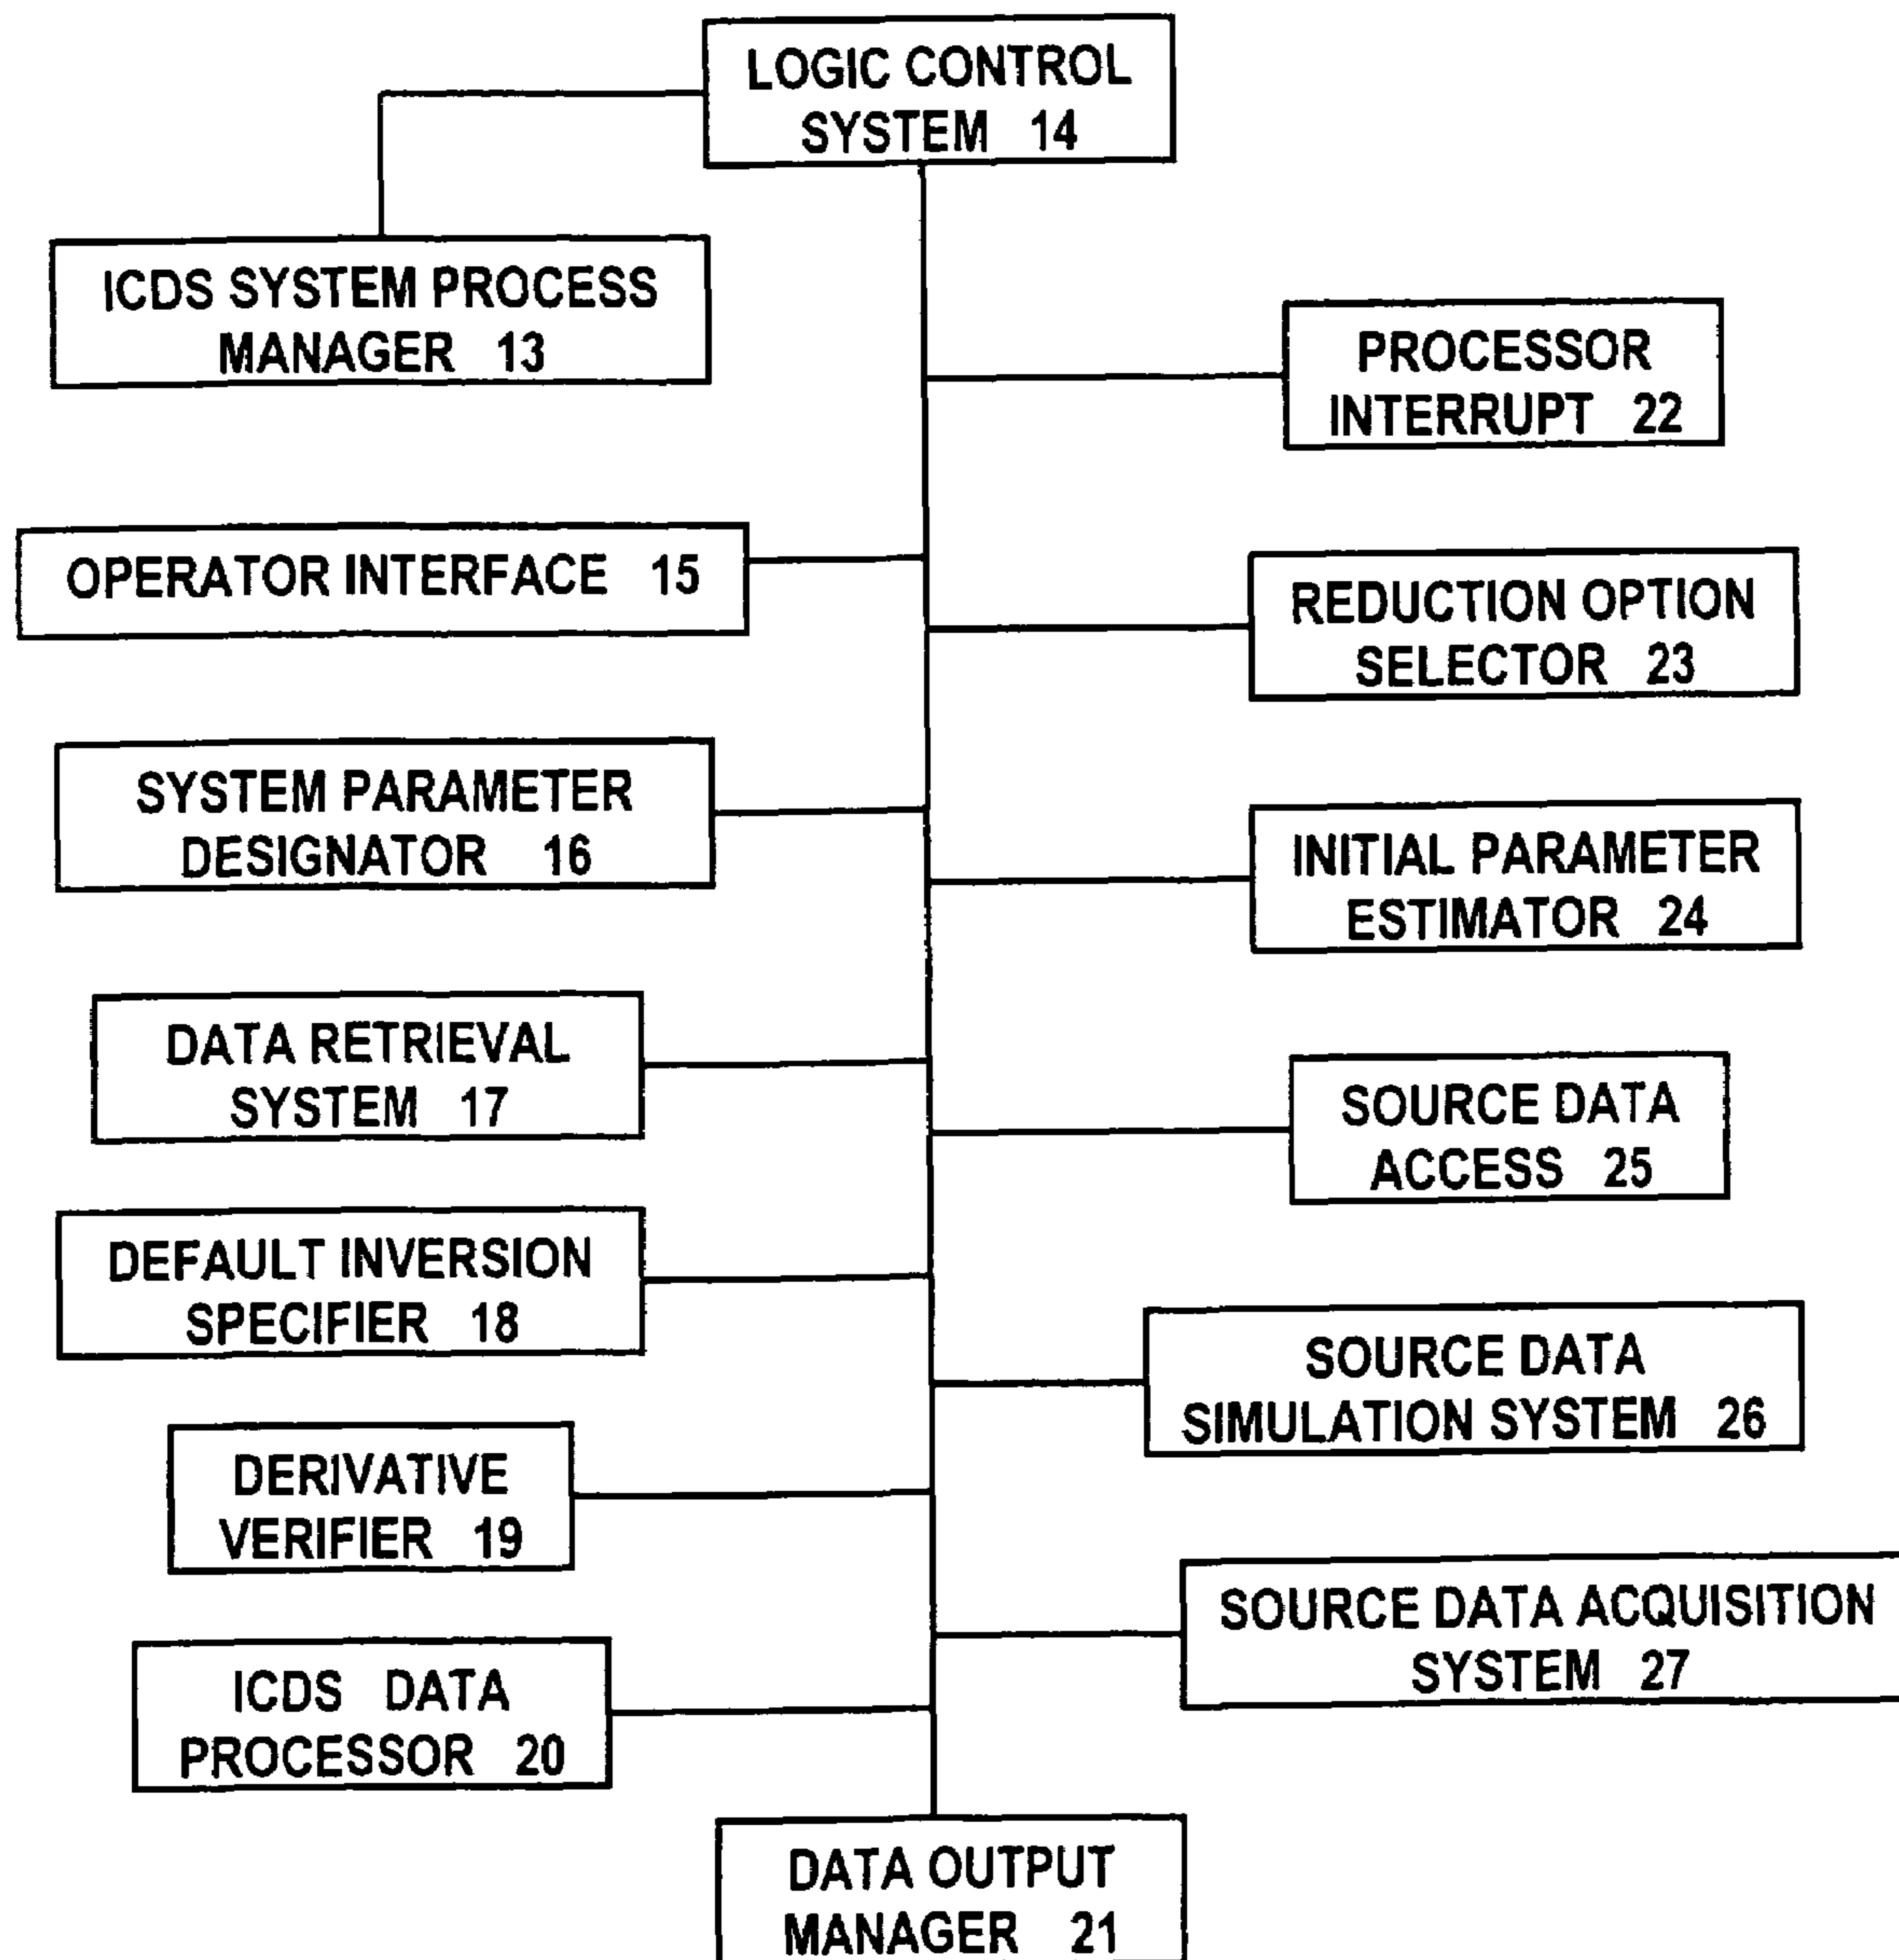 LOGIC CONTROL
SYSTEM 14
ICDS SYSTEM PROCESS
MANAGER 13
PROCESSOR
INTERRUPT 22
OPERATOR INTERFACE 15
REDUCTION OPTION
SELECTOR 23
SYSTEM PARAMETER
DESIGNATOR 16
INITIAL PARAMETER
ESTIMATOR 24
DATA RETRIEVAL
SYSTEM 17
SOURCE DATA
ACCESS 25
DEFAULT INVERSION
SPECIFIER 18
SOURCE DATA
SIMULATION SYSTEM 26
DERIVATIVE
VERIFIER 19
SOURCE DATA ACQUISITION
SYSTEM 27
ICDS DATA
PROCESSOR 20
DATA OUTPUT
MANAGER 21